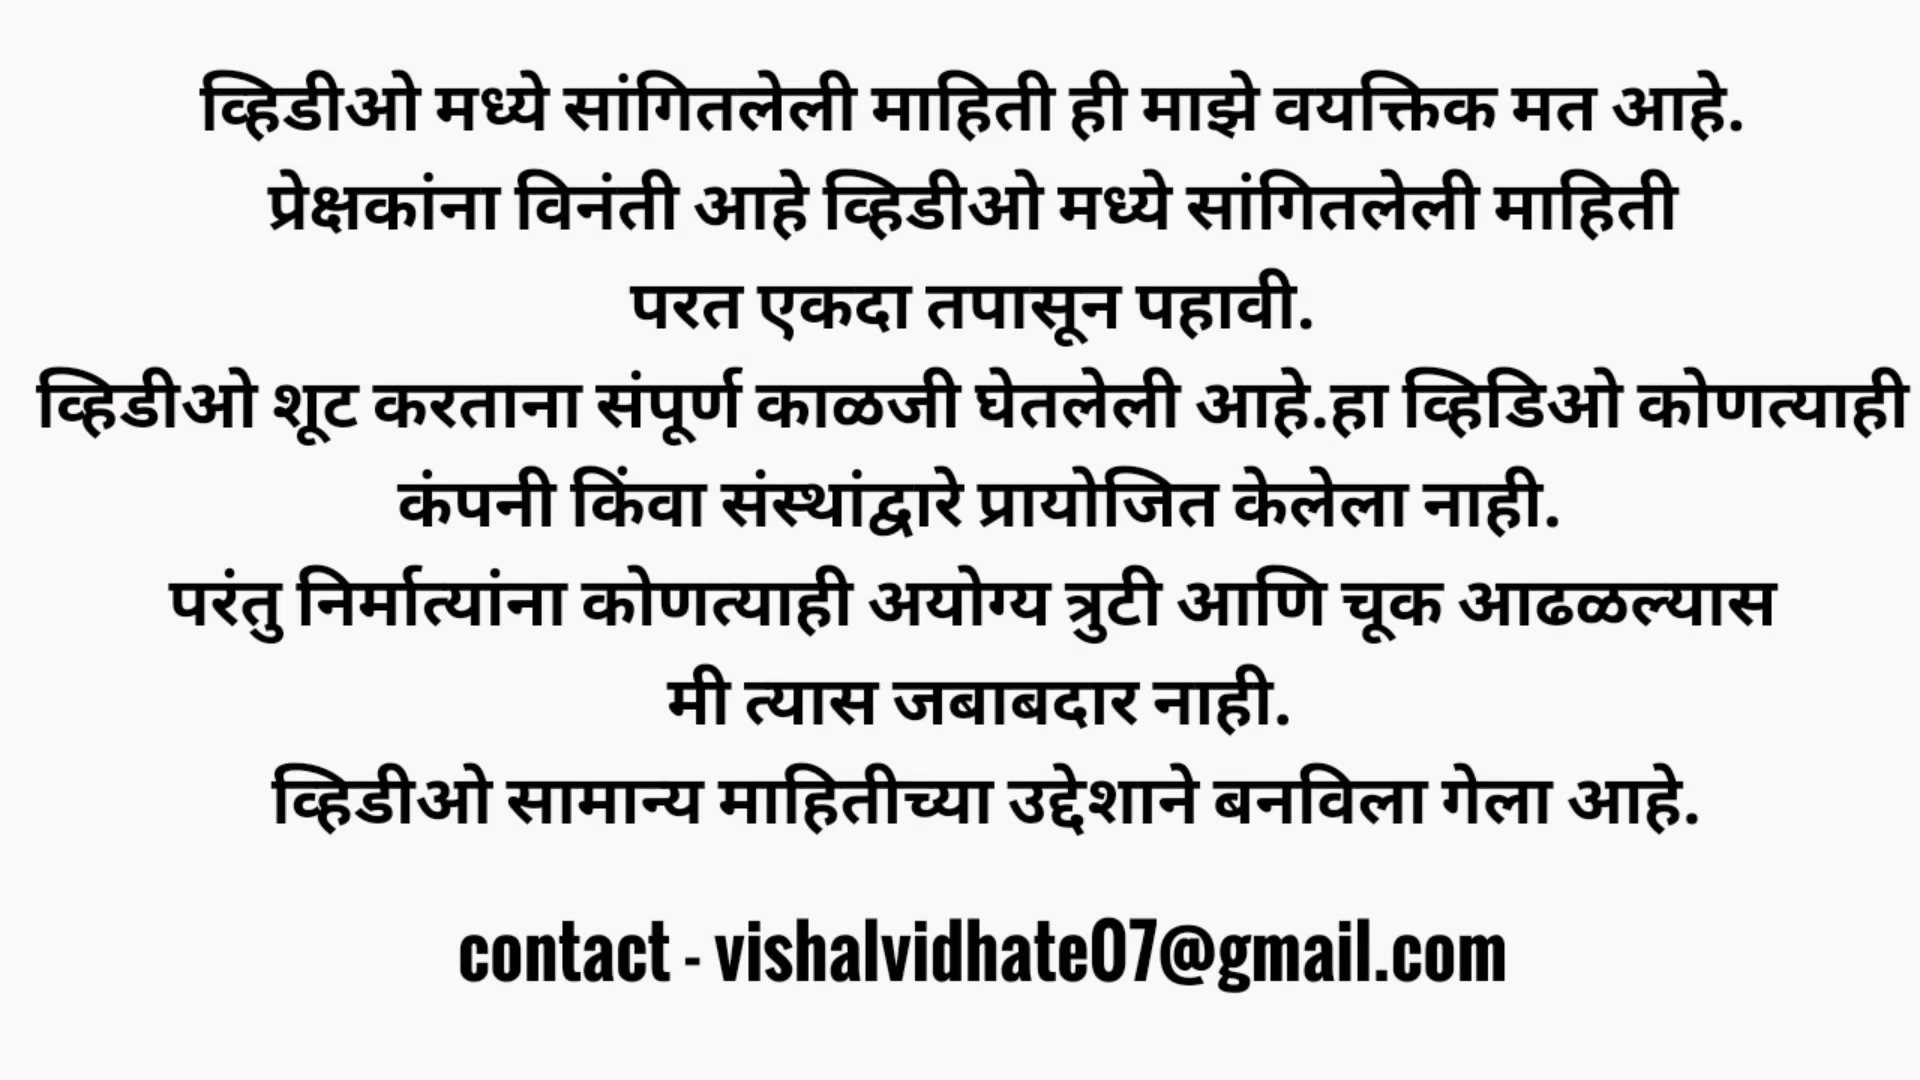 व्हिडीओ मध्ये सांगितलेली माहिती ही माझे वयक्तिक मत आहे.
प्रेक्षकांना विनंती आहे व्हिडीओ मध्ये सांगितलेली माहिती
परत एकदा तपासून पहावी.
व्हिडीओ शूट करताना संपूर्ण काळजी घेतलेली आहे.हा व्हिडिओ कोणत्याही
कंपनी किंवा संस्थांद्वारे प्रायोजित केलेला नाही.
परंतु निर्मात्यांना कोणत्याही अयोग्य त्रुटी आणि चूक आढळल्यास
मी त्यास जबाबदार नाही.
व्हिडीओ सामान्य माहितीच्या उद्देशाने बनविला गेला आहे.
contact - vishalvidhate07@gmail.com